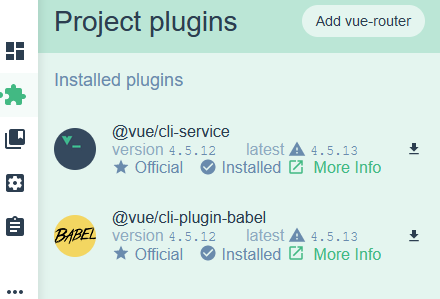 Project plugins
Add vue-router
Installed plugins
@vue/cli-service
version 4.5.12 latest 4.5.13
Official Installed More Info
@vue/cli-plugin-babel
BABEL
version 4.5.12 latest 4.5.13
Official Installed More Info